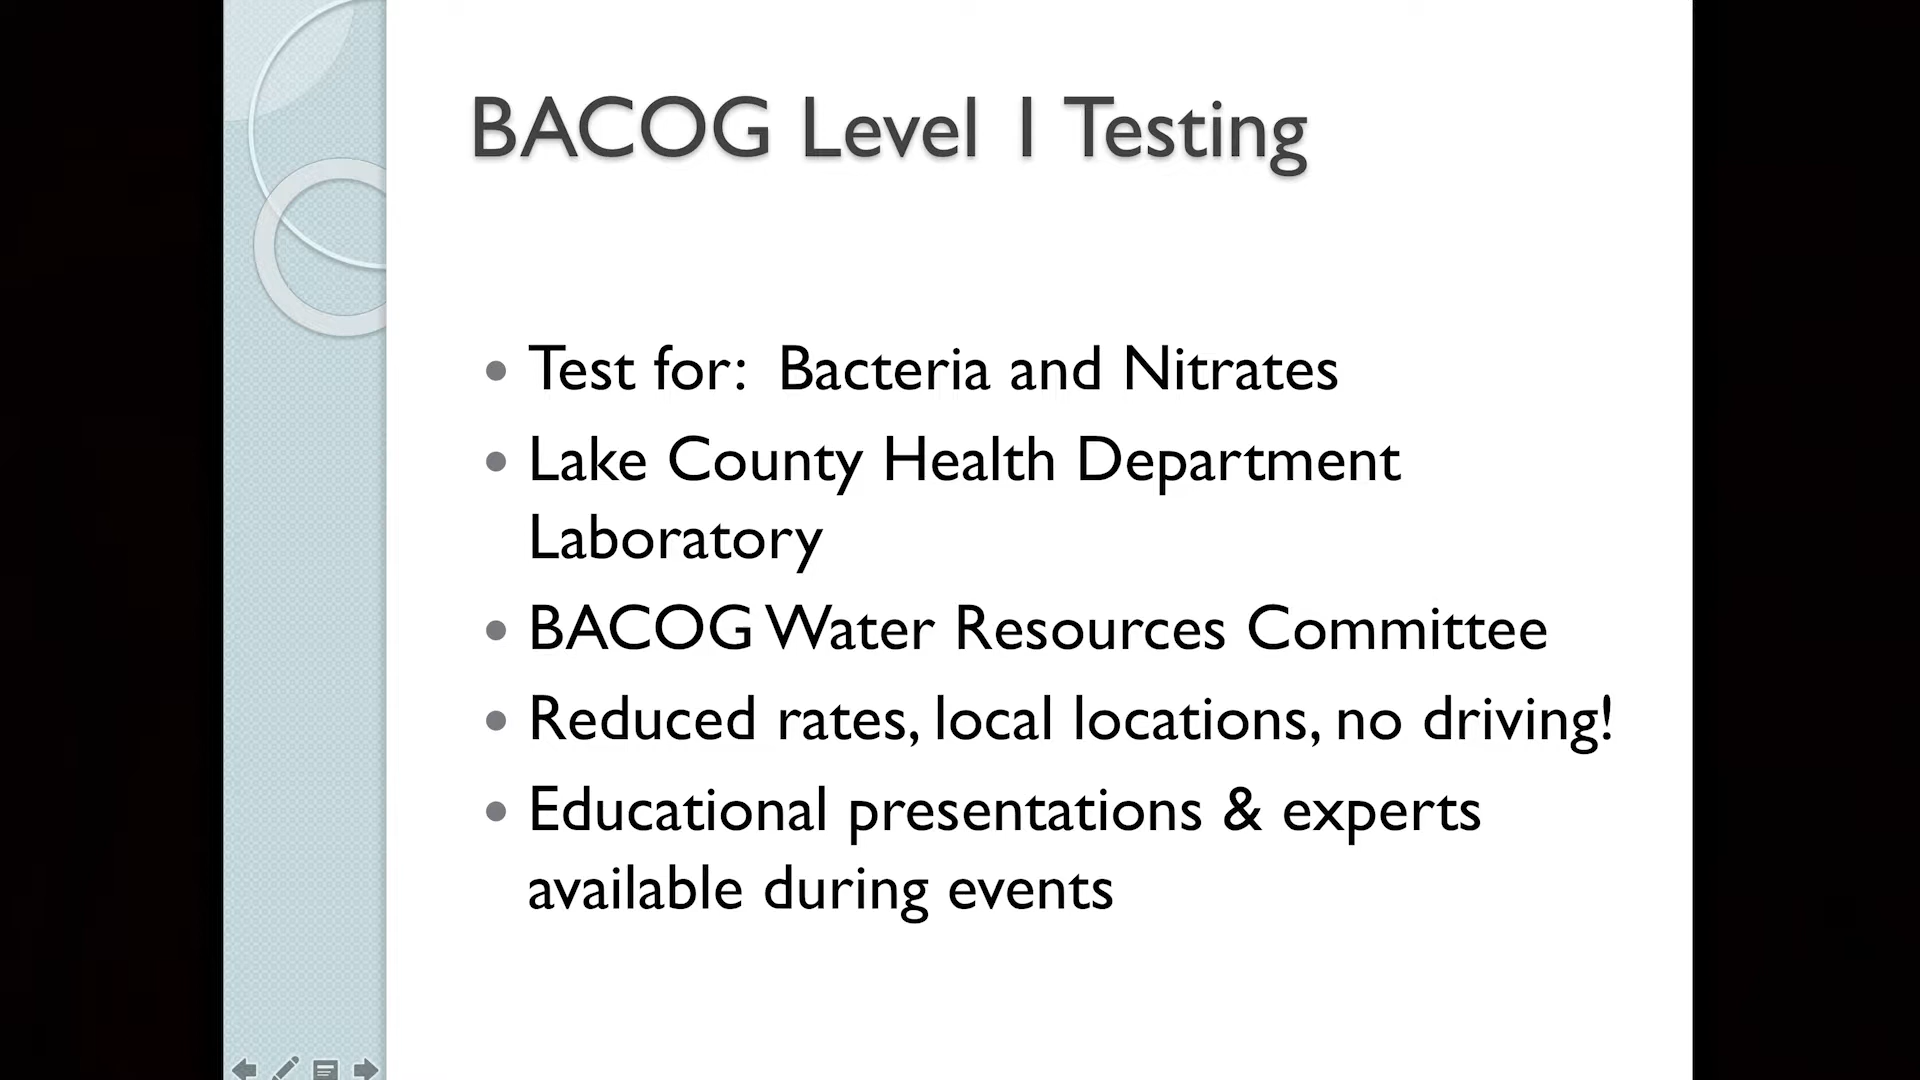 BACOG Level 1 Testing
• Test for:  Bacteria and Nitrates
• Lake County Health Department
Laboratory
• BACOG Water Resources Committee
• Reduced rates, local locations, no driving!
• Educational presentations & experts
available during events